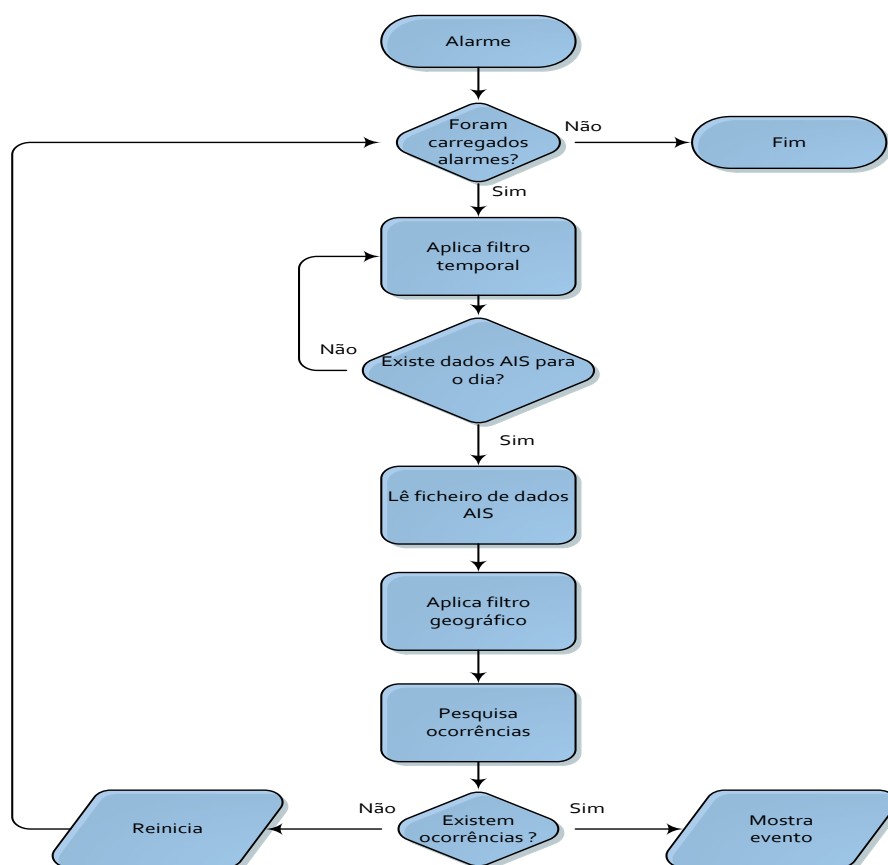 Alarme
Foram
carregados
alarmes?
Não
Fim
Sim
Aplica filtro
temporal
Não
Existe dados AIS para
o dia?
Sim
Lê ficheiro de dados
AIS
Aplica filtro
geográfico
Pesquisa
ocorrências
Reinicia
Não
Existem
ocorrências ?
Sim
Mostra
evento